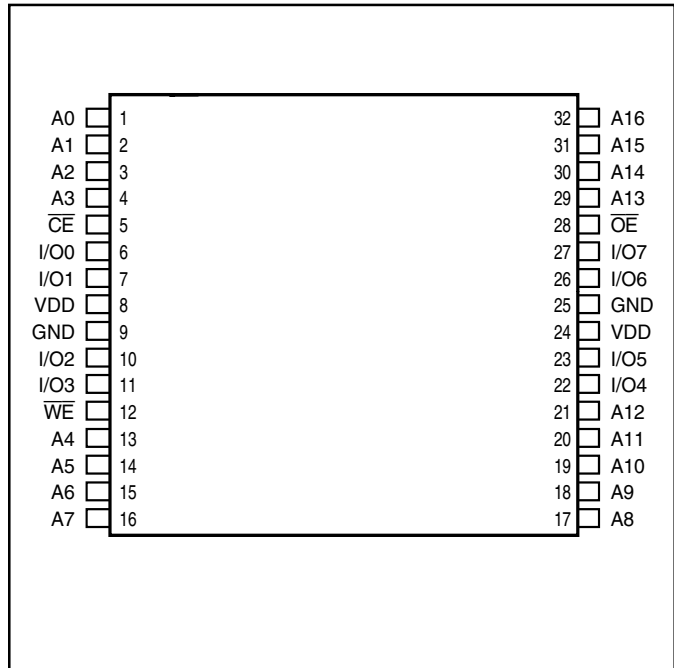 A0 1 32 A16
A1 2 31 A15
A2 3 30 A14
A3 4 29 A13
C̅E̅ 5 28 O̅E̅
I/O0 6 27 I/O7
I/O1 7 26 I/O6
VDD 8 25 GND
GND 9 24 VDD
I/O2 10 23 I/O5
I/O3 11 22 I/O4
W̅E̅ 12 21 A12
A4 13 20 A11
A5 14 19 A10
A6 15 18 A9
A7 16 17 A8